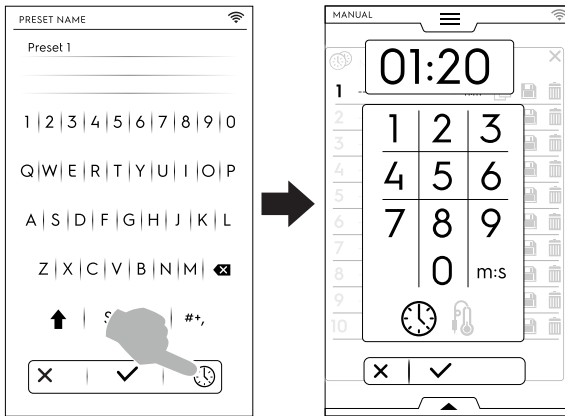 PRESET NAME
Preset 1
1 2 3 4 5 6 7 8 9 0
Q W E R T Y U I O P
A S D F G H J K L
Z X C V B N M
#+,
MANUAL
01:20
1
2
3
4
5
6
7
8
9
10
1 2 3
4 5 6
7 8 9
0 m:s